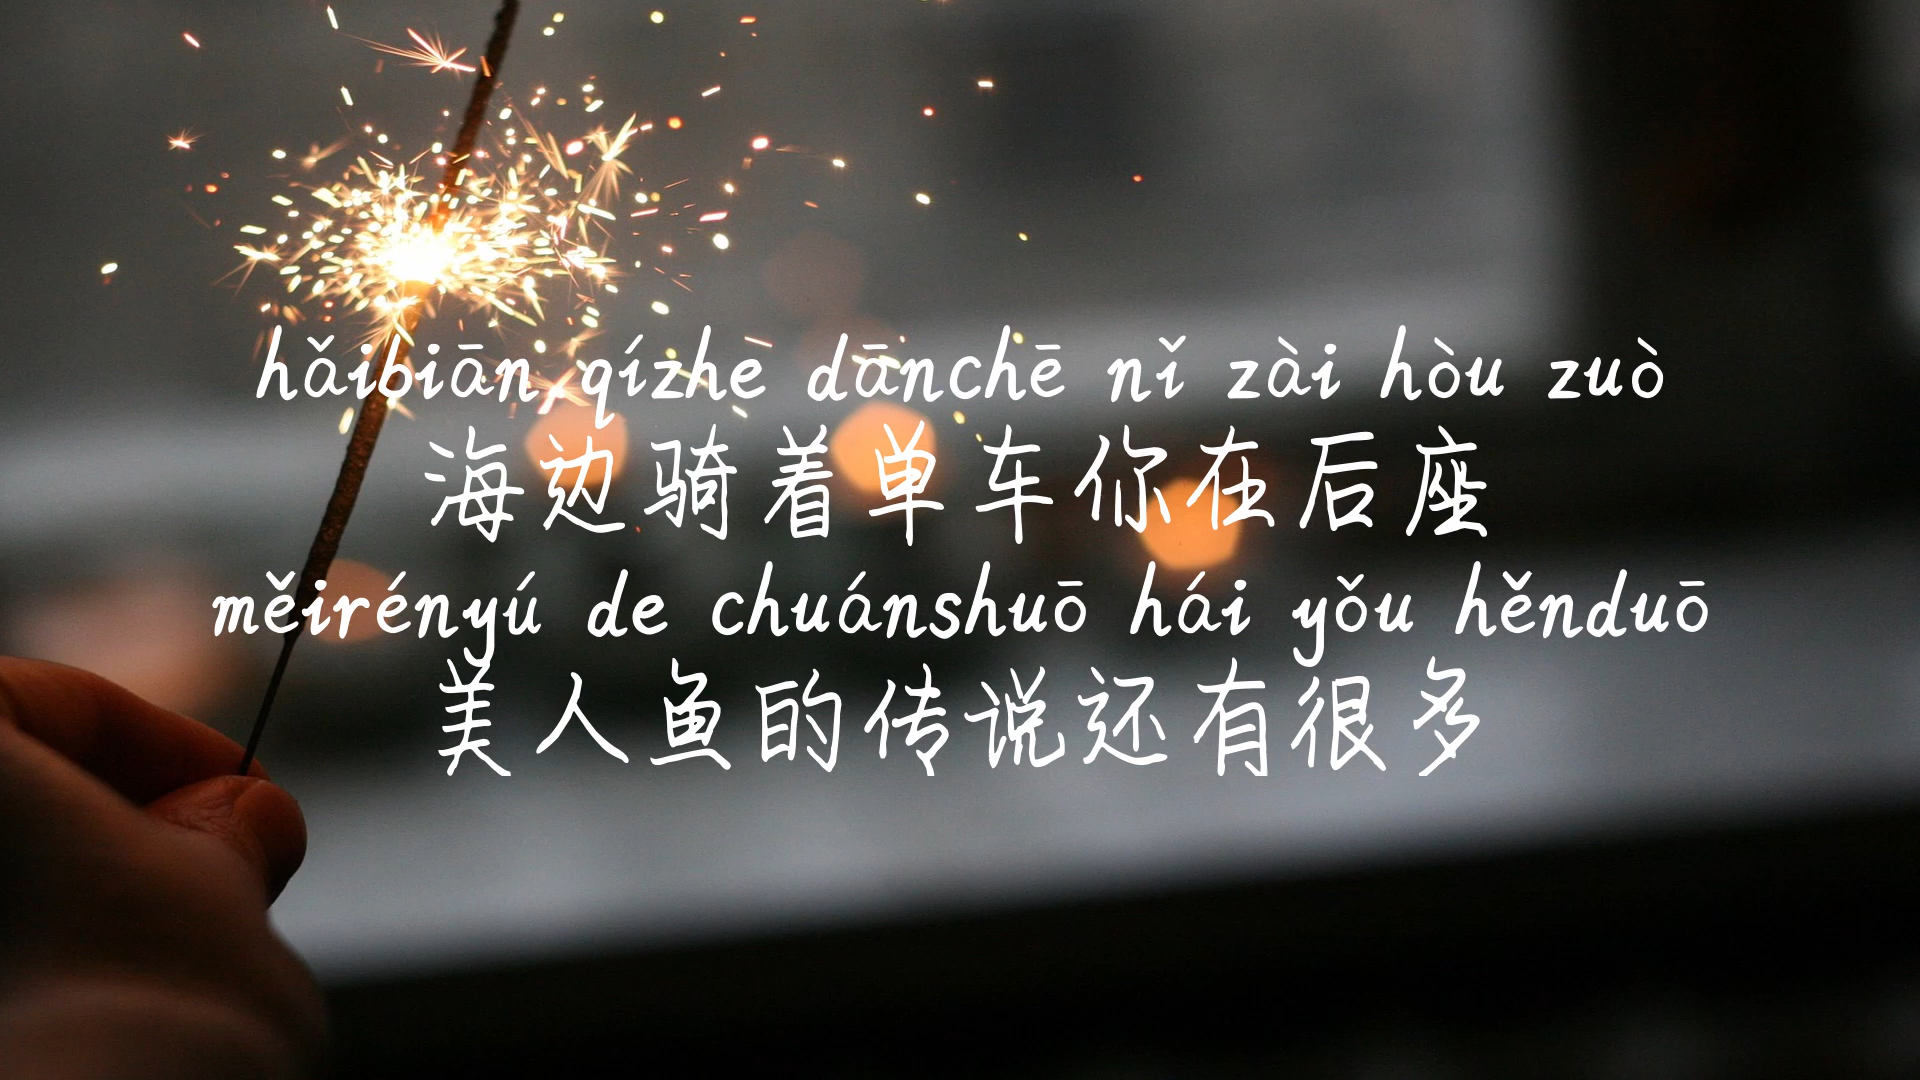 hǎibiān qízhe dānchē nǐ zài hòu zuò
海边骑着单车你在后座
měirényú de chuánshuō hái yǒu hěnduō
美人鱼的传说还有很多